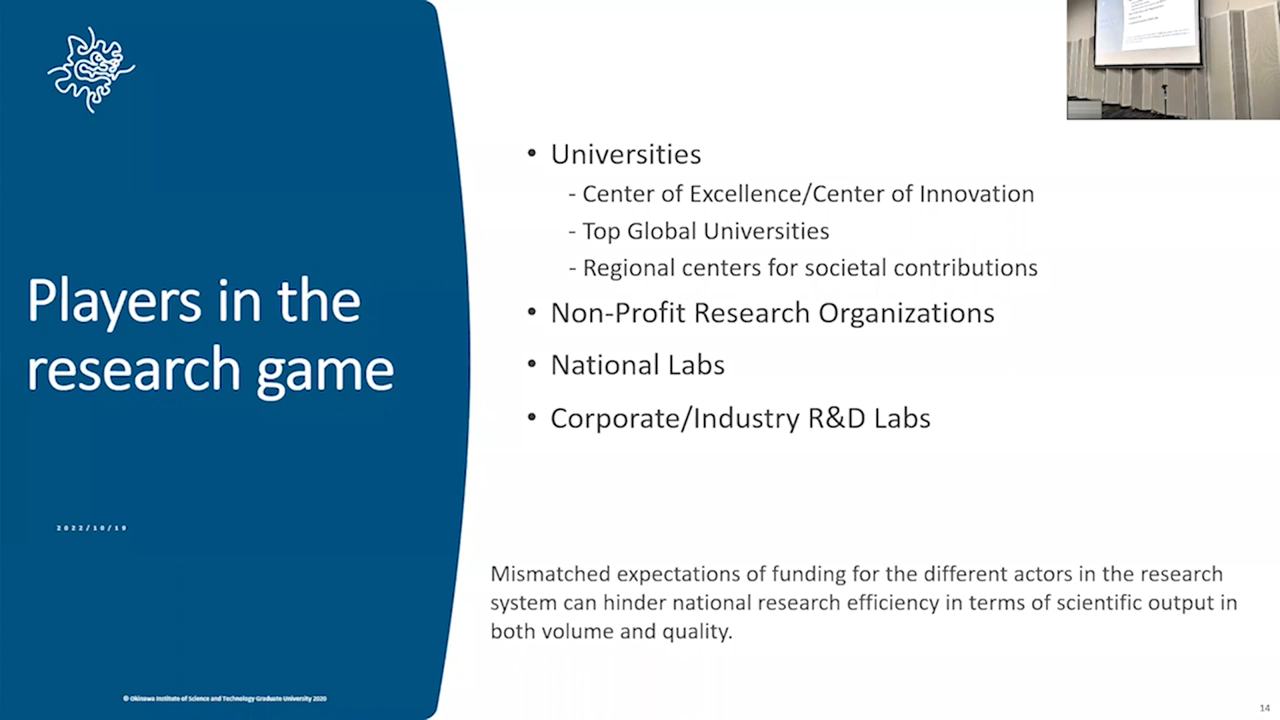 Players in the
research game
2022/10/19
© Okinawa Institute of Science and Technology Graduate University 2020
• Universities
- Center of Excellence/Center of Innovation
- Top Global Universities
- Regional centers for societal contributions
• Non-Profit Research Organizations
• National Labs
• Corporate/Industry R&D Labs
Mismatched expectations of funding for the different actors in the research
system can hinder national research efficiency in terms of scientific output in
both volume and quality.
14